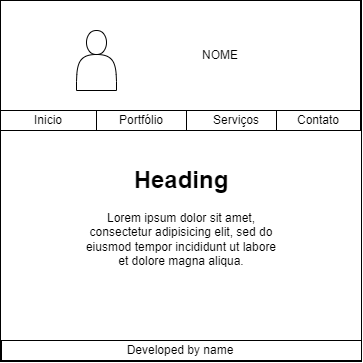 NOME
Inicio Portfólio Serviços Contato
Heading
Lorem ipsum dolor sit amet,
consectetur adipisicing elit, sed do
eiusmod tempor incididunt ut labore
et dolore magna aliqua.
Developed by name